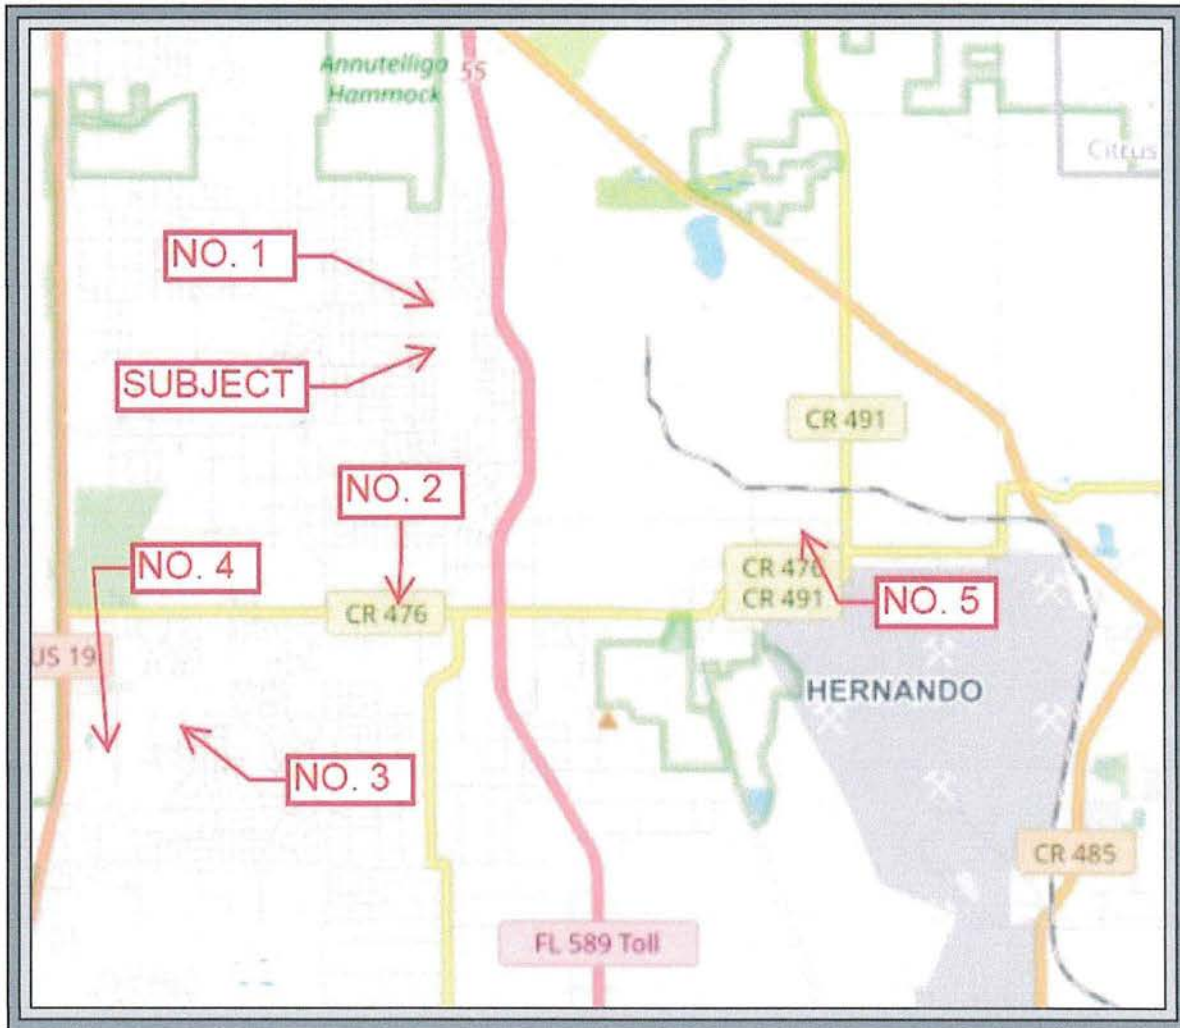 Annutelliga
Hammock
55
Citrus
NO. 1
SUBJECT
CR 491
NO. 2
NO. 4
CR 476
CR 491
NO. 5
CR 476
US 19
HERNANDO
NO. 3
CR 485
FL 589 Toll